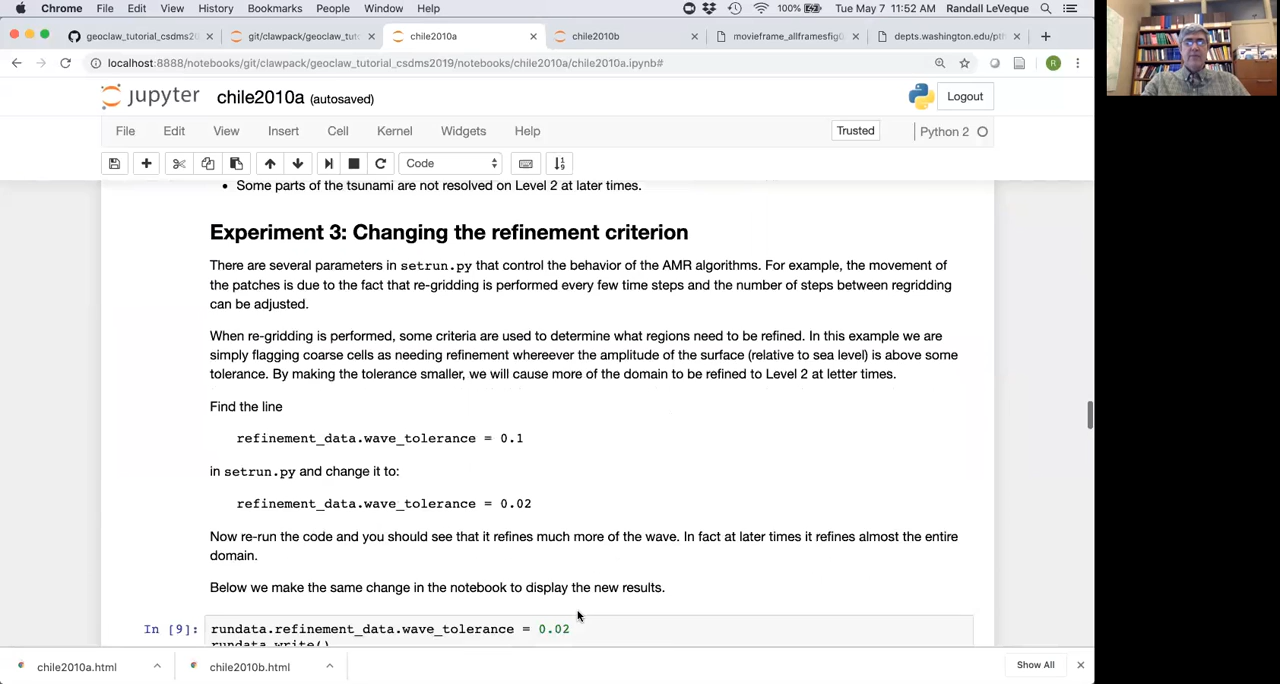 Chrome File Edit View History Bookmarks People Window Help 100% Tue May 7 11:52 AM Randall LeVeque
geoclaw_tutorial_csdms20 git/clawpack/geoclaw_tut chile2010a chile2010b movieframe_allframesfig0 depts.washington.edu/pt
localhost:8888/notebooks/git/clawpack/geoclaw_tutorial_csdms2019/notebooks/chile2010a/chile2010a.ipynb#
R
jupyter chile2010a (autosaved) Logout
File Edit View Insert Cell Kernel Widgets Help Trusted Python 2
Code
• Some parts of the tsunami are not resolved on Level 2 at later times.
Experiment 3: Changing the refinement criterion
There are several parameters in setrun.py that control the behavior of the AMR algorithms. For example, the movement of
the patches is due to the fact that re-gridding is performed every few time steps and the number of steps between regridding
can be adjusted.
When re-gridding is performed, some criteria are used to determine what regions need to be refined. In this example we are
simply flagging coarse cells as needing refinement whereever the amplitude of the surface (relative to sea level) is above some
tolerance. By making the tolerance smaller, we will cause more of the domain to be refined to Level 2 at letter times.
Find the line
refinement_data.wave_tolerance = 0.1
in setrun.py and change it to:
refinement_data.wave_tolerance = 0.02
Now re-run the code and you should see that it refines much more of the wave. In fact at later times it refines almost the entire
domain.
Below we make the same change in the notebook to display the new results.
In [9]: rundata.refinement_data.wave_tolerance = 0.02
rundata.write()
chile2010a.html chile2010b.html Show All